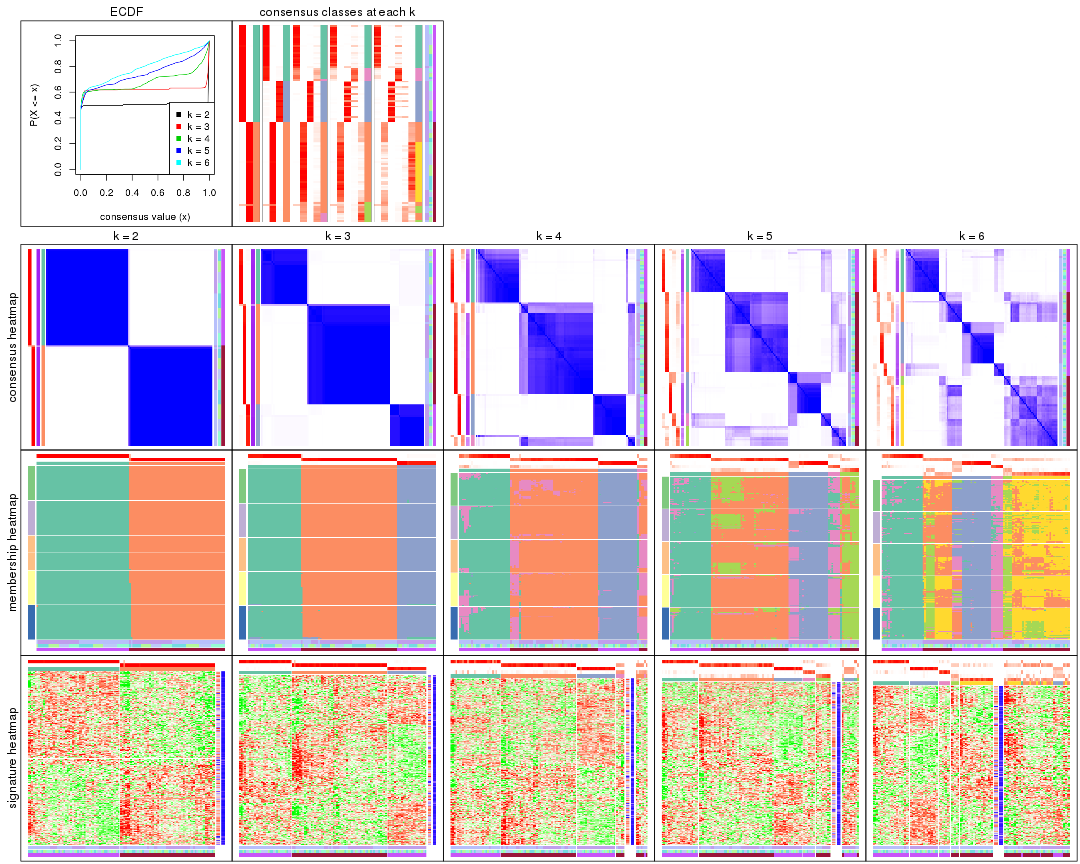 ECDF
consensus classes at each k
P(X <= x)
0.0 0.2 0.4 0.6 0.8 1.0
k = 2
k = 3
k = 4
k = 5
k = 6
0.0 0.2 0.4 0.6 0.8 1.0
consensus value (x)
k = 2
k = 3
k = 4
k = 5
k = 6
consensus heatmap
membership heatmap
signature heatmap